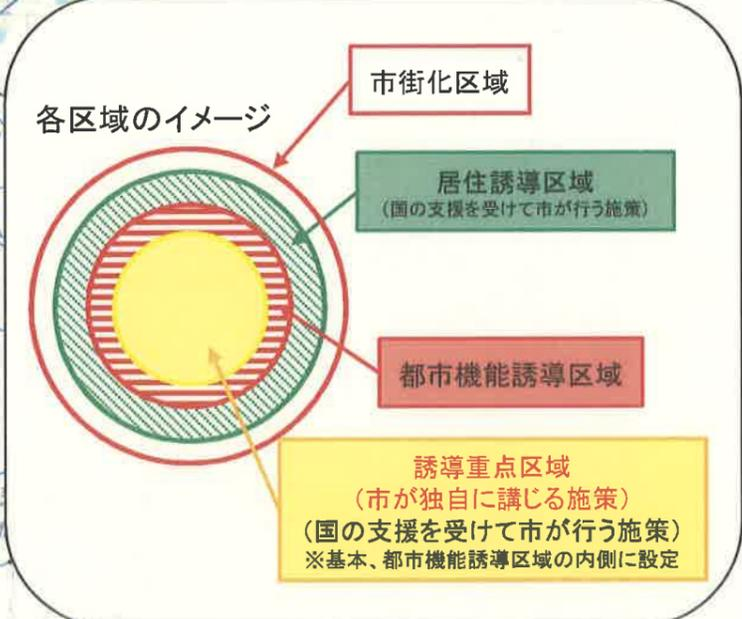 市街化区域
各区域のイメージ
居住誘導区域
(国の支援を受けて市が行う施策)
都市機能誘導区域
誘導重点区域
(市が独自に講じる施策)
(国の支援を受けて市が行う施策)
※基本、都市機能誘導区域の内側に設定